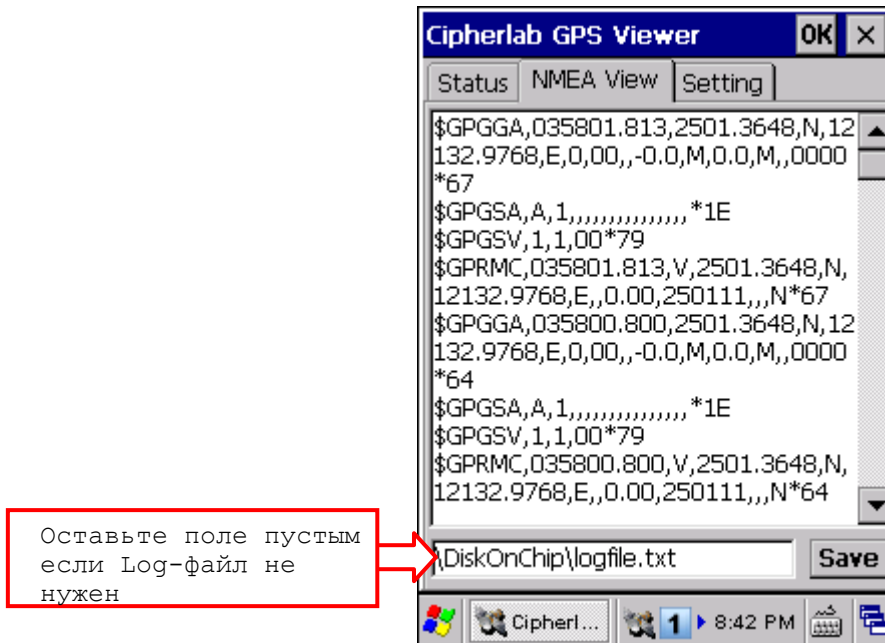 Cipherlab GPS Viewer OK ×
Status NMEA View Setting
$GPGGA,035801.813,2501.3648,N,12
132.9768,E,0,00,,-0.0,M,0.0,M,,0000
*67
$GPGSA,A,1,,,,,,,,,,,,,,,*1E
$GPGSV,1,1,00*79
$GPRMC,035801.813,V,2501.3648,N,
12132.9768,E,,0.00,250111,,,N*67
$GPGGA,035800.800,2501.3648,N,12
132.9768,E,0,00,,-0.0,M,0.0,M,,0000
*64
$GPGSA,A,1,,,,,,,,,,,,,,,*1E
$GPGSV,1,1,00*79
$GPRMC,035800.800,V,2501.3648,N,
12132.9768,E,,0.00,250111,,,N*64
Оставьте поле пустым
если Log-файл не
нужен
\DiskOnChip\logfile.txt Save
Cipherl... 1 8:42 PM